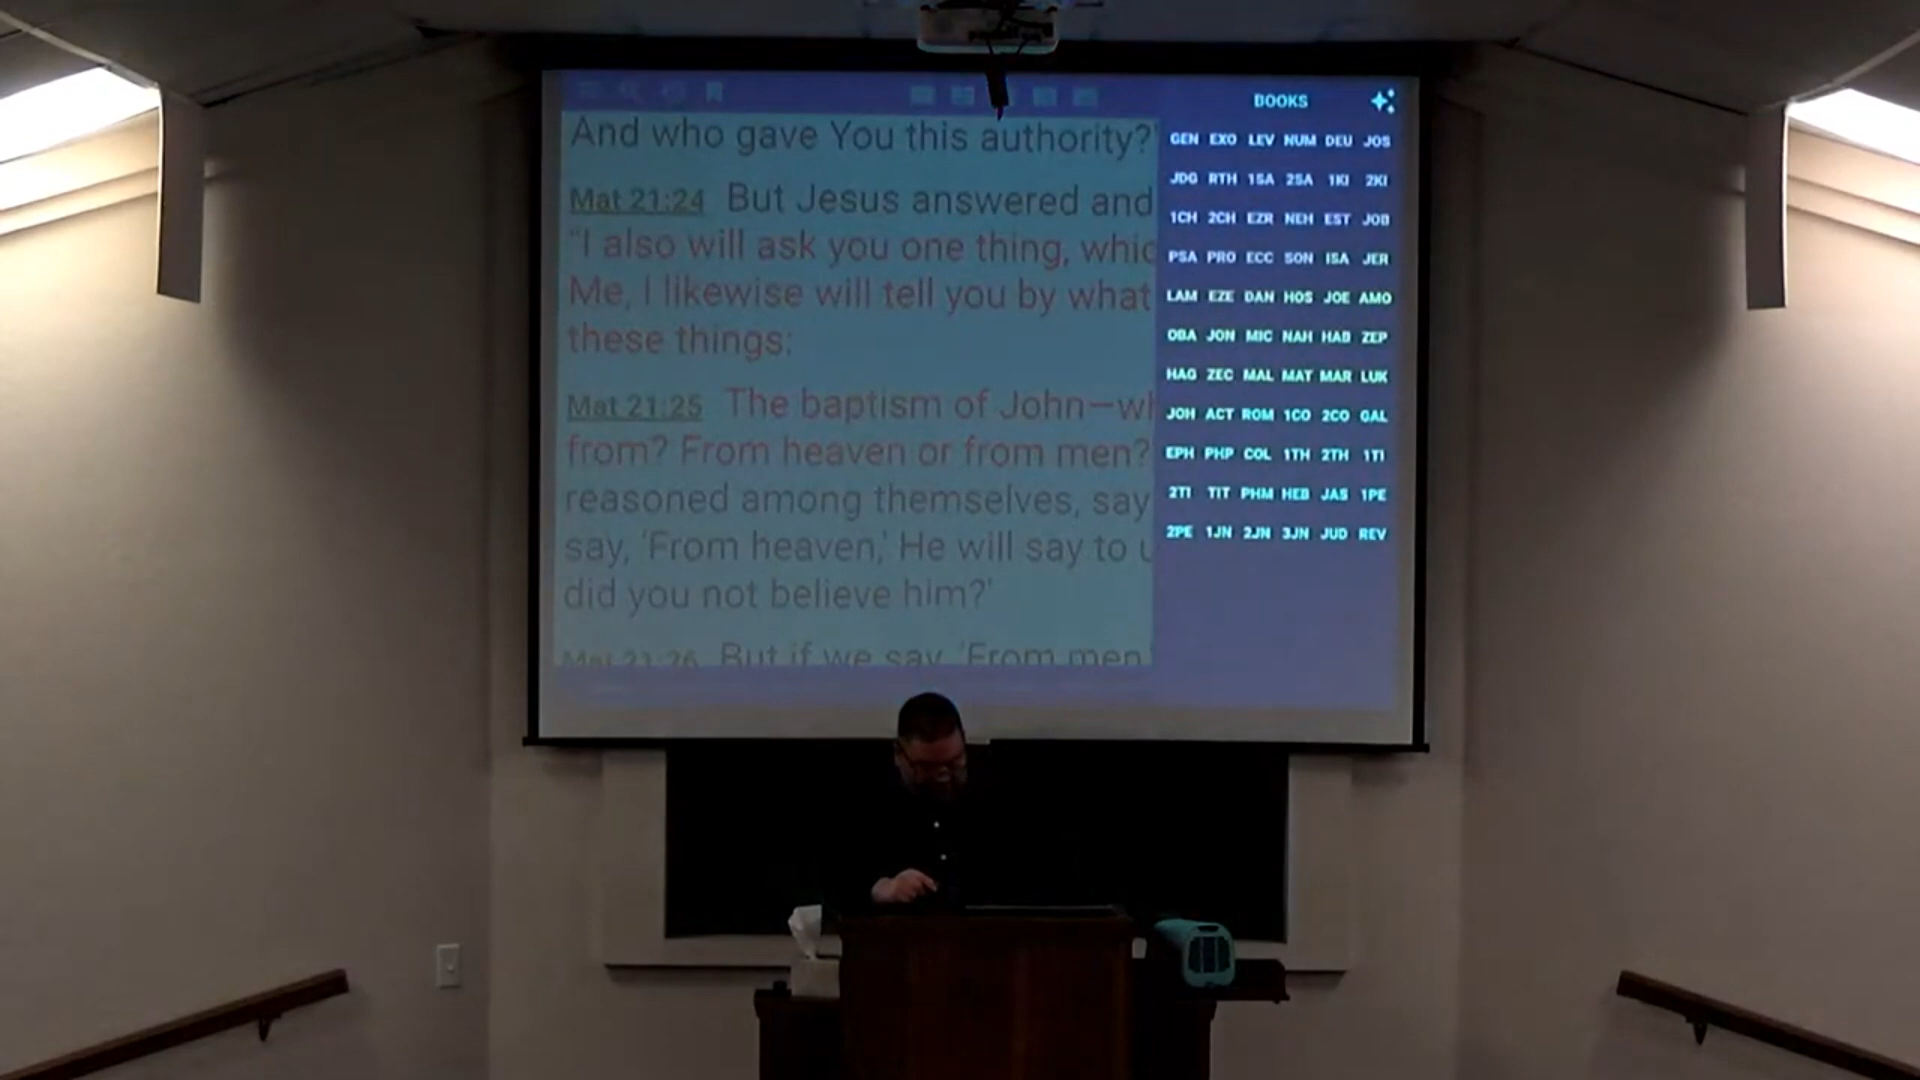 And who gave You this authority?"
Mat 21:24 But Jesus answered and
"I also will ask you one thing, whic
Me, I likewise will tell you by what
these things:
Mat 21:25 The baptism of John—wh
from? From heaven or from men?"
reasoned among themselves, say
say, 'From heaven,' He will say to u
did you not believe him?'
Mat 21:26 But if we say, 'From men
BOOKS
GEN EXO LEV NUM DEU JOS
JDG RTH 1SA 2SA 1KI 2KI
1CH 2CH EZR NEH EST JOB
PSA PRO ECC SON ISA JER
LAM EZE DAN HOS JOE AMO
OBA JON MIC NAH HAB ZEP
HAG ZEC MAL MAT MAR LUK
JOH ACT ROM 1CO 2CO GAL
EPH PHP COL 1TH 2TH 1TI
2TI TIT PHM HEB JAS 1PE
2PE 1JN 2JN 3JN JUD REV